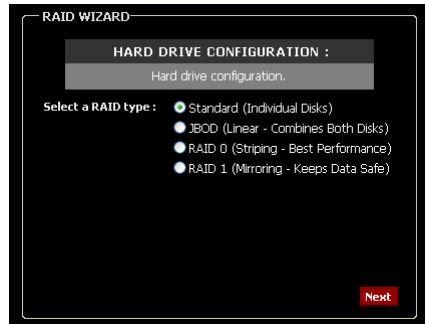 RAID WIZARD
HARD DRIVE CONFIGURATION :
Hard drive configuration.
Select a RAID type : Standard (Individual Disks)
JBOD (Linear - Combines Both Disks)
RAID 0 (Striping - Best Performance)
RAID 1 (Mirroring - Keeps Data Safe)
Next